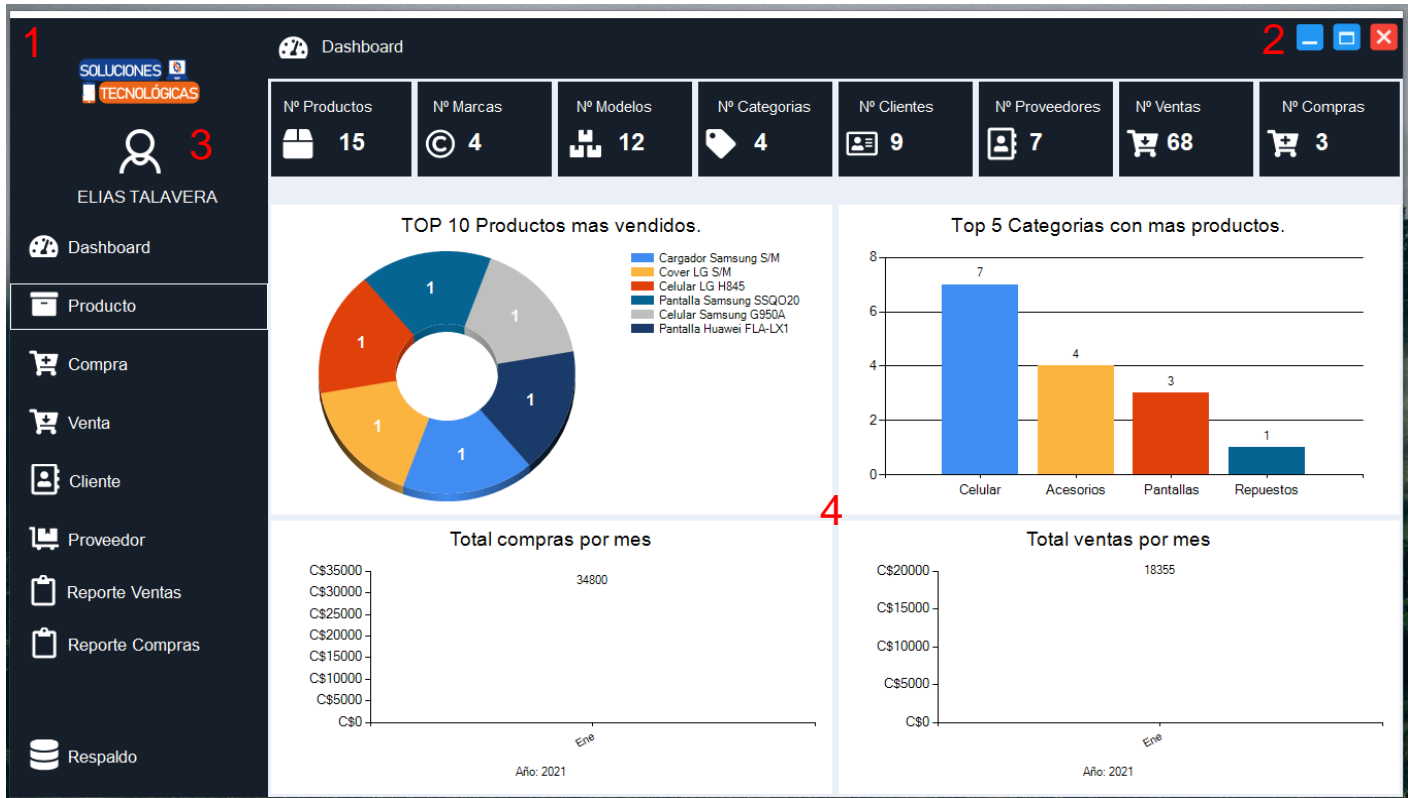 1
SOLUCIONES
TECNOLÓGICAS
3
ELIAS TALAVERA
Dashboard
Producto
Compra
Venta
Cliente
Proveedor
Reporte Ventas
Reporte Compras
Respaldo
Dashboard
2
Nº Productos
15
Nº Marcas
4
Nº Modelos
12
Nº Categorias
4
Nº Clientes
9
Nº Proveedores
7
Nº Ventas
68
Nº Compras
3
TOP 10 Productos mas vendidos.
1
1
1
1
1
1
Cargador Samsung S/M
Cover LG S/M
Celular LG H845
Pantalla Samsung SSQO20
Celular Samsung G950A
Pantalla Huawei FLA-LX1
Top 5 Categorias con mas productos.
8
6
4
2
0
7
4
3
1
Celular Acesorios Pantallas Repuestos
4
Total compras por mes
C$35000
C$30000
C$25000
C$20000
C$15000
C$10000
C$5000
C$0
34800
Ene
Año: 2021
Total ventas por mes
C$20000
C$15000
C$10000
C$5000
C$0
18355
Ene
Año: 2021